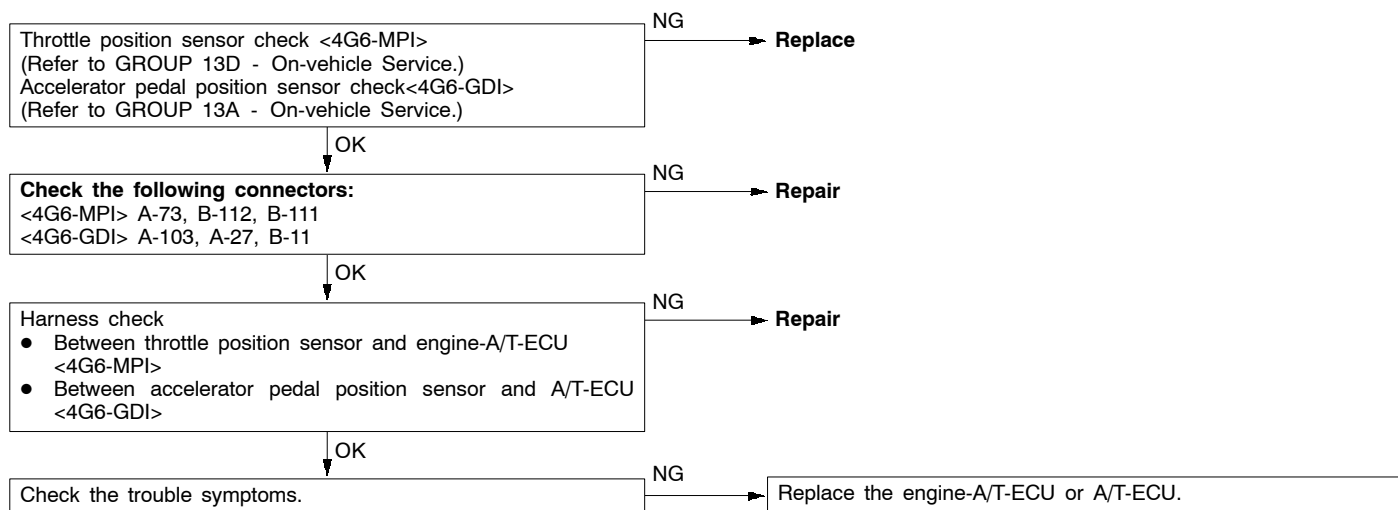 NG
Throttle position sensor check <4G6-MPI>
(Refer to GROUP 13D - On-vehicle Service.)
Accelerator pedal position sensor check<4G6-GDI>
(Refer to GROUP 13A - On-vehicle Service.)
Replace
OK
NG
Check the following connectors:
<4G6-MPI> A-73, B-112, B-111
<4G6-GDI> A-103, A-27, B-11
Repair
OK
NG
Harness check
● Between throttle position sensor and engine-A/T-ECU
<4G6-MPI>
● Between accelerator pedal position sensor and A/T-ECU
<4G6-GDI>
Repair
OK
NG
Check the trouble symptoms.
Replace the engine-A/T-ECU or A/T-ECU.